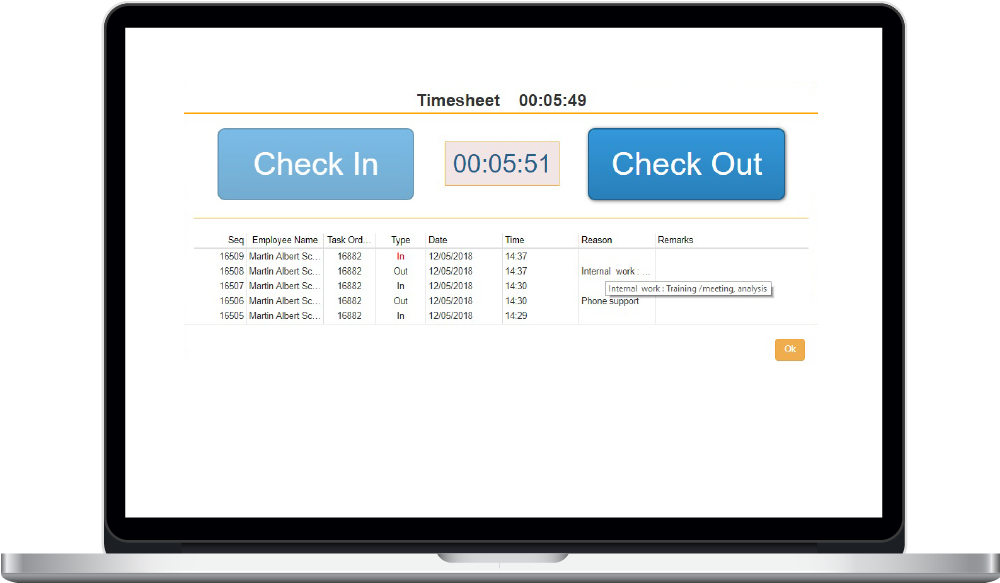 Timesheet 00:05:49
Check In 00:05:51 Check Out
Seq Employee Name Task Ord... Type Date Time Reason Remarks
16509 Martin Albert Sc... 16882 In 12/05/2018 14:37
16508 Martin Albert Sc... 16882 Out 12/05/2018 14:37 Internal work : ...
16507 Martin Albert Sc... 16882 In 12/05/2018 14:30
Internal work : Training /meeting, analysis
16506 Martin Albert Sc... 16882 Out 12/05/2018 14:30 Phone support
16505 Martin Albert Sc... 16882 In 12/05/2018 14:29
Ok